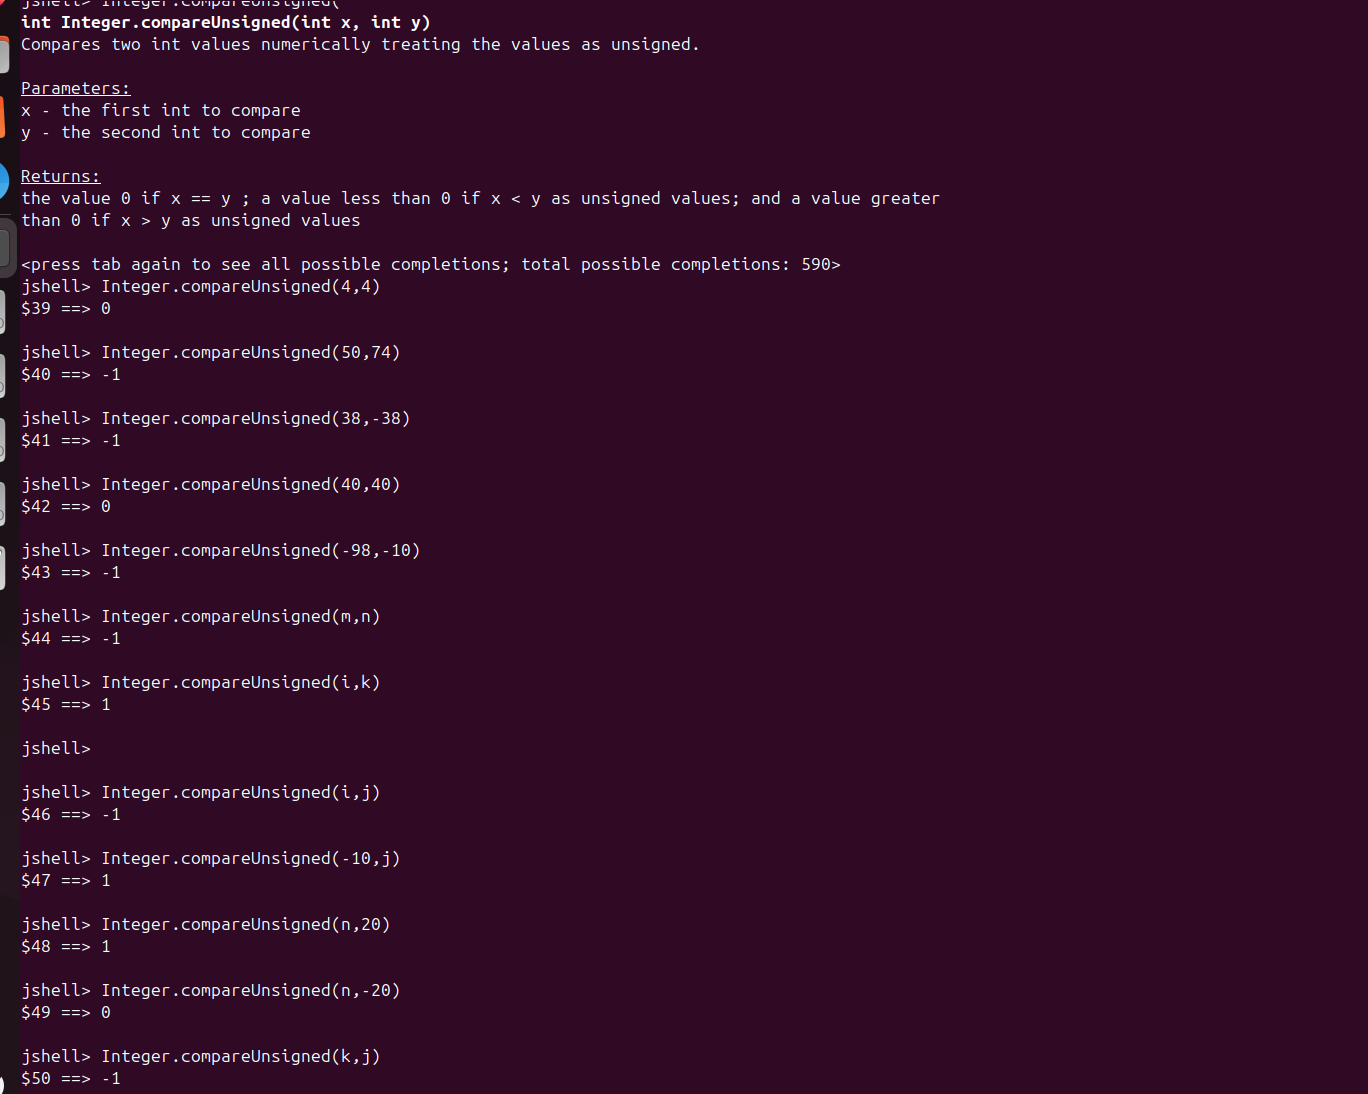 jshell> Integer.compareUnsigned(
int Integer.compareUnsigned(int x, int y)
Compares two int values numerically treating the values as unsigned.
Parameters:
x - the first int to compare
y - the second int to compare
Returns:
the value 0 if x == y ; a value less than 0 if x < y as unsigned values; and a value greater
than 0 if x > y as unsigned values
<press tab again to see all possible completions; total possible completions: 590>
jshell> Integer.compareUnsigned(4,4)
$39 ==> 0
jshell> Integer.compareUnsigned(50,74)
$40 ==> -1
jshell> Integer.compareUnsigned(38,-38)
$41 ==> -1
jshell> Integer.compareUnsigned(40,40)
$42 ==> 0
jshell> Integer.compareUnsigned(-98,-10)
$43 ==> -1
jshell> Integer.compareUnsigned(m,n)
$44 ==> -1
jshell> Integer.compareUnsigned(i,k)
$45 ==> 1
jshell>
jshell> Integer.compareUnsigned(i,j)
$46 ==> -1
jshell> Integer.compareUnsigned(-10,j)
$47 ==> 1
jshell> Integer.compareUnsigned(n,20)
$48 ==> 1
jshell> Integer.compareUnsigned(n,-20)
$49 ==> 0
jshell> Integer.compareUnsigned(k,j)
$50 ==> -1